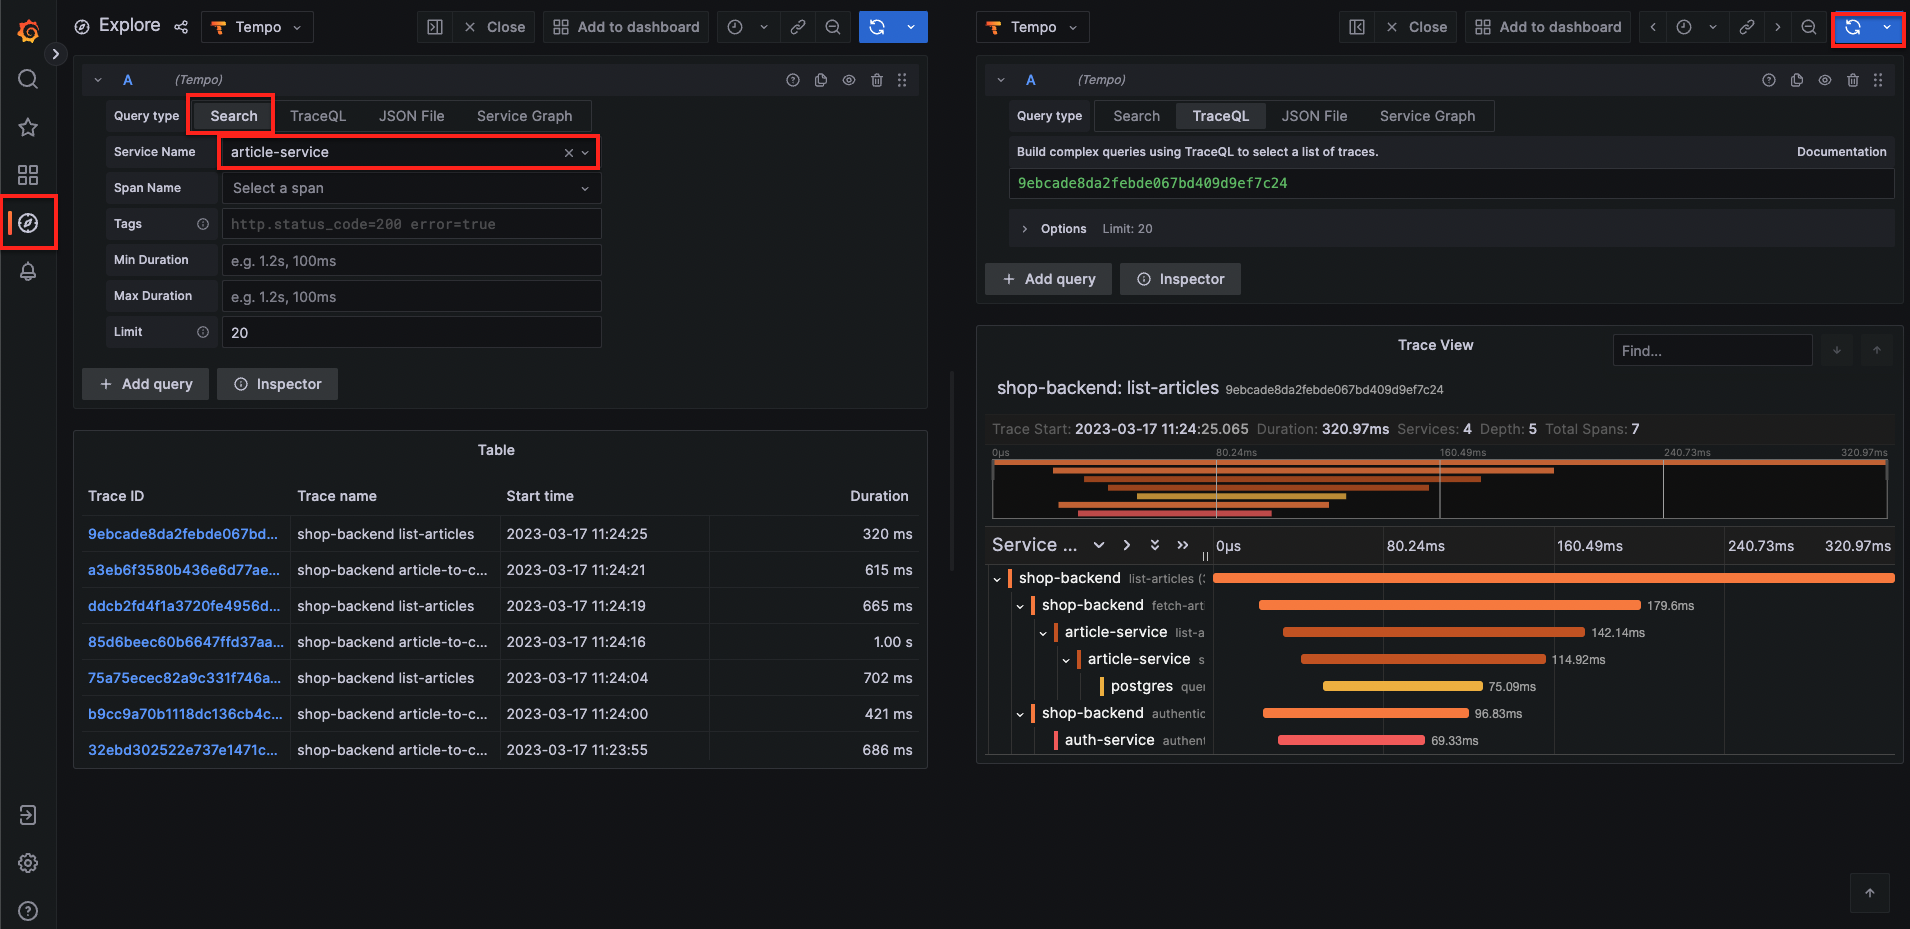 Explore
Tempo
Close
Add to dashboard
A
(Tempo)
Query type
Search
TraceQL
JSON File
Service Graph
Service Name
article-service
Span Name
Select a span
Tags
http.status_code=200 error=true
Min Duration
e.g. 1.2s, 100ms
Max Duration
e.g. 1.2s, 100ms
Limit
20
+ Add query
Inspector
Table
Trace ID Trace name Start time Duration
9ebcade8da2febde067bd... shop-backend list-articles 2023-03-17 11:24:25 320 ms
a3eb6f3580b436e6d77ae... shop-backend article-to-c... 2023-03-17 11:24:21 615 ms
ddcb2fd4f1a3720fe4956d... shop-backend list-articles 2023-03-17 11:24:19 665 ms
85d6beec60b6647ffd37aa... shop-backend article-to-c... 2023-03-17 11:24:16 1.00 s
75a75ecec82a9c331f746a... shop-backend list-articles 2023-03-17 11:24:04 702 ms
b9cc9a70b1118dc136cb4c... shop-backend article-to-c... 2023-03-17 11:24:00 421 ms
32ebd302522e737e1471c... shop-backend article-to-c... 2023-03-17 11:23:55 686 ms
Tempo
Close
Add to dashboard
A
(Tempo)
Query type
Search
TraceQL
JSON File
Service Graph
Build complex queries using TraceQL to select a list of traces.
Documentation
9ebcade8da2febde067bd409d9ef7c24
Options Limit: 20
+ Add query
Inspector
Trace View
Find...
shop-backend: list-articles 9ebcade8da2febde067bd409d9ef7c24
Trace Start: 2023-03-17 11:24:25.065 Duration: 320.97ms Services: 4 Depth: 5 Total Spans: 7
0μs 80.24ms 160.49ms 240.73ms 320.97ms
Service ... 0μs 80.24ms 160.49ms 240.73ms 320.97ms
shop-backend list-articles (3
shop-backend fetch-art 179.6ms
article-service list-a 142.14ms
article-service s 114.92ms
postgres quer 75.09ms
shop-backend authentic 96.83ms
auth-service authent 69.33ms